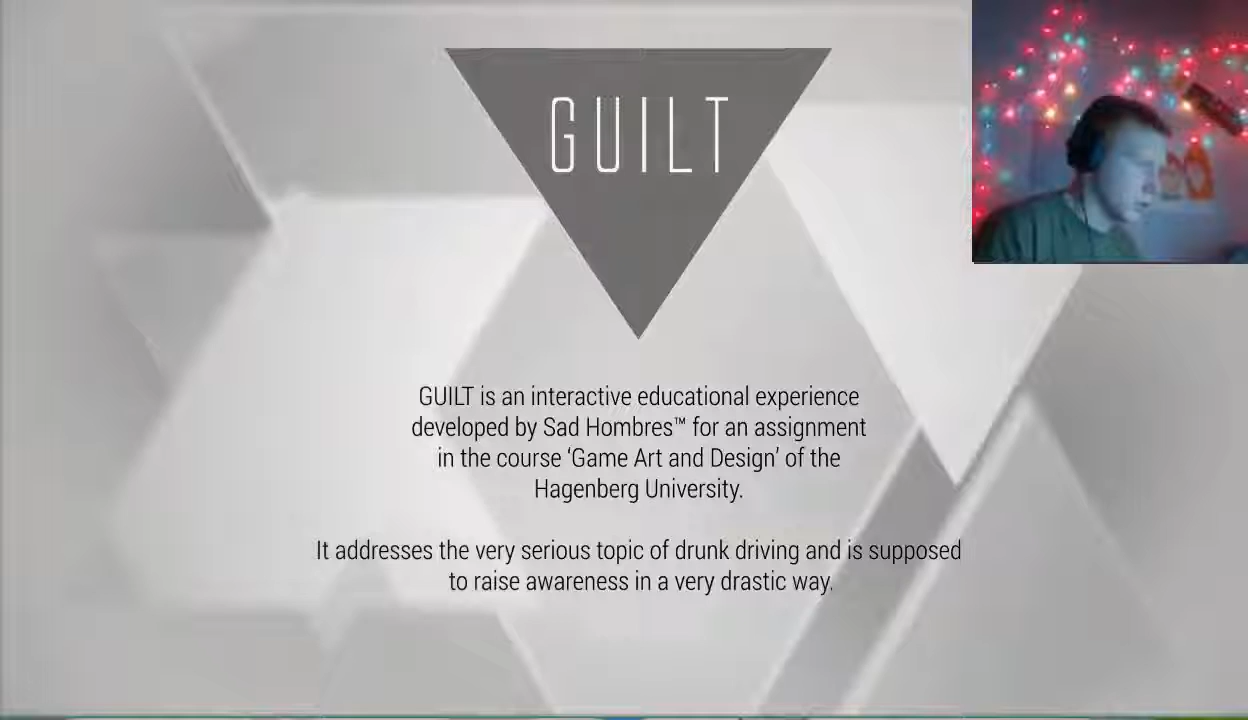 GUILT
GUILT is an interactive educational experience
developed by Sad Hombres™ for an assignment
in the course ‘Game Art and Design’ of the
Hagenberg University.
It addresses the very serious topic of drunk driving and is supposed
to raise awareness in a very drastic way.